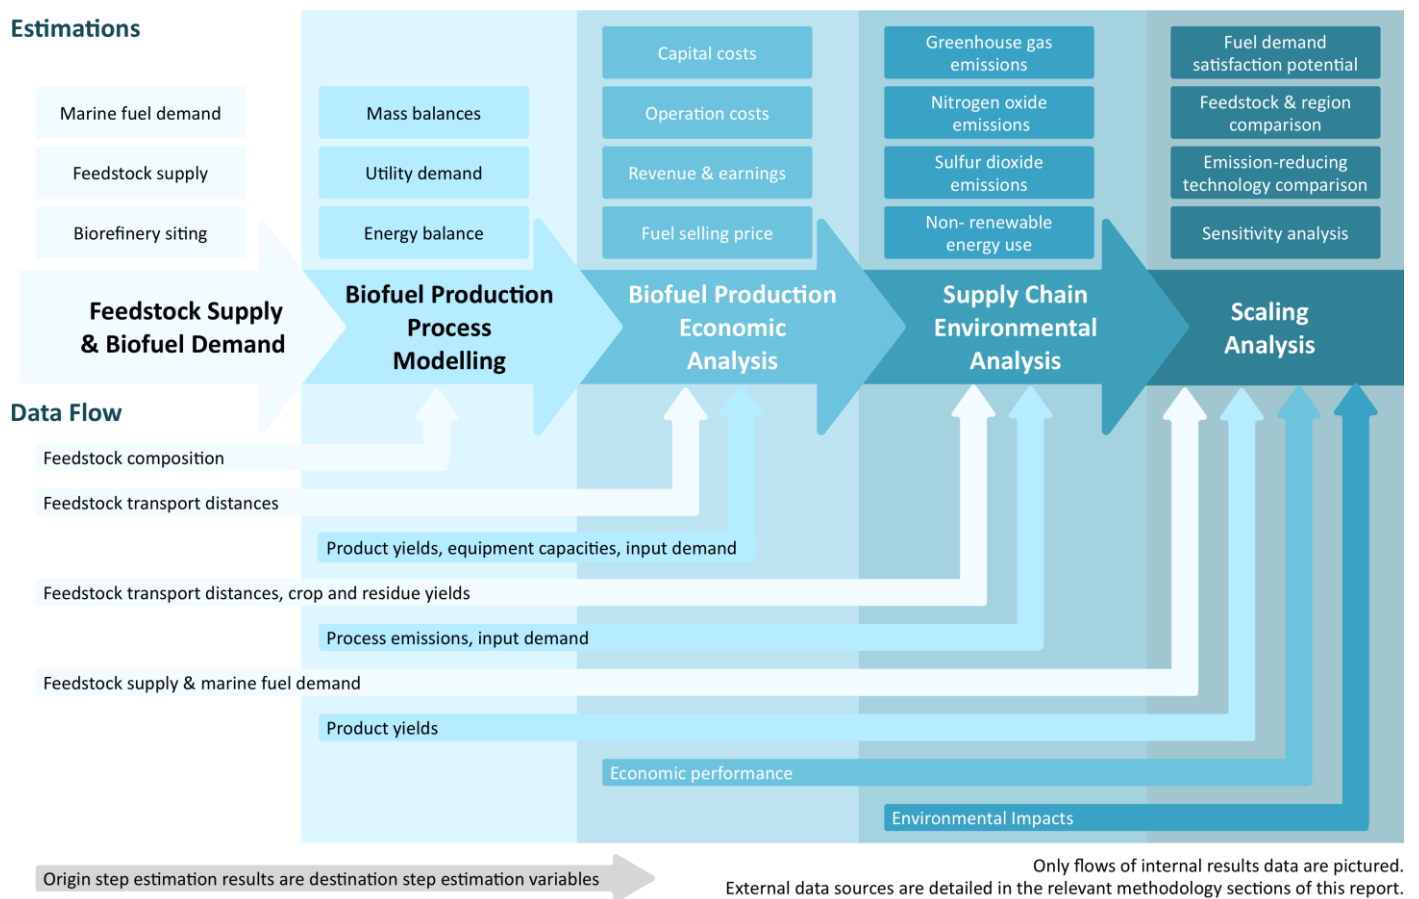 Estimations
Marine fuel demand
Feedstock supply
Biorefinery siting
Mass balances
Utility demand
Energy balance
Capital costs
Operation costs
Revenue & earnings
Fuel selling price
Greenhouse gas
emissions
Nitrogen oxide
emissions
Sulfur dioxide
emissions
Non- renewable
energy use
Fuel demand
satisfaction potential
Feedstock & region
comparison
Emission-reducing
technology comparison
Sensitivity analysis
Feedstock Supply
& Biofuel Demand
Biofuel Production
Process
Modelling
Biofuel Production
Economic
Analysis
Supply Chain
Environmental
Analysis
Scaling
Analysis
Data Flow
Feedstock composition
Feedstock transport distances
Product yields, equipment capacities, input demand
Feedstock transport distances, crop and residue yields
Process emissions, input demand
Feedstock supply & marine fuel demand
Product yields
Economic performance
Environmental Impacts
Origin step estimation results are destination step estimation variables
Only flows of internal results data are pictured.
External data sources are detailed in the relevant methodology sections of this report.